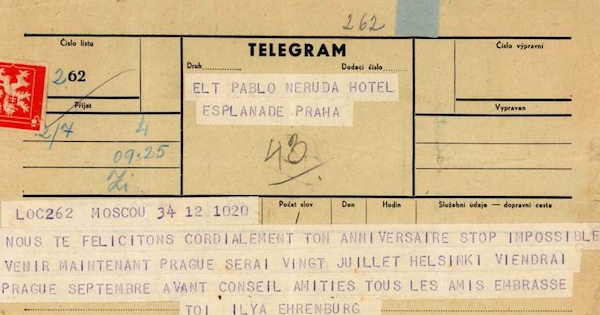 262
Číslo listu
TELEGRAM
Číslo výpravní
Druh
Dodací číslo
262
ELT PABLO NERUDA HOTEL
ESPLANADE PRAHA
Přijat
Vypraven
2/7 4
09.25
43
LOC262 MOSCOU 34 12 1020
Počet slov
Den
Hodin
Služební údaje — dopravní cesta
NOUS TE FELICITONS CORDIALEMENT TON ANNIVERSAIRE STOP IMPOSSIBLE
VENIR MAINTENANT PRAGUE SERAI VINGT JUILLET HELSINKI VIENDRAI
PRAGUE SEPTEMBRE AVANT CONSEIL AMITIES TOUS LES AMIS EMBRASSE
TOI ILYA EHRENBURG